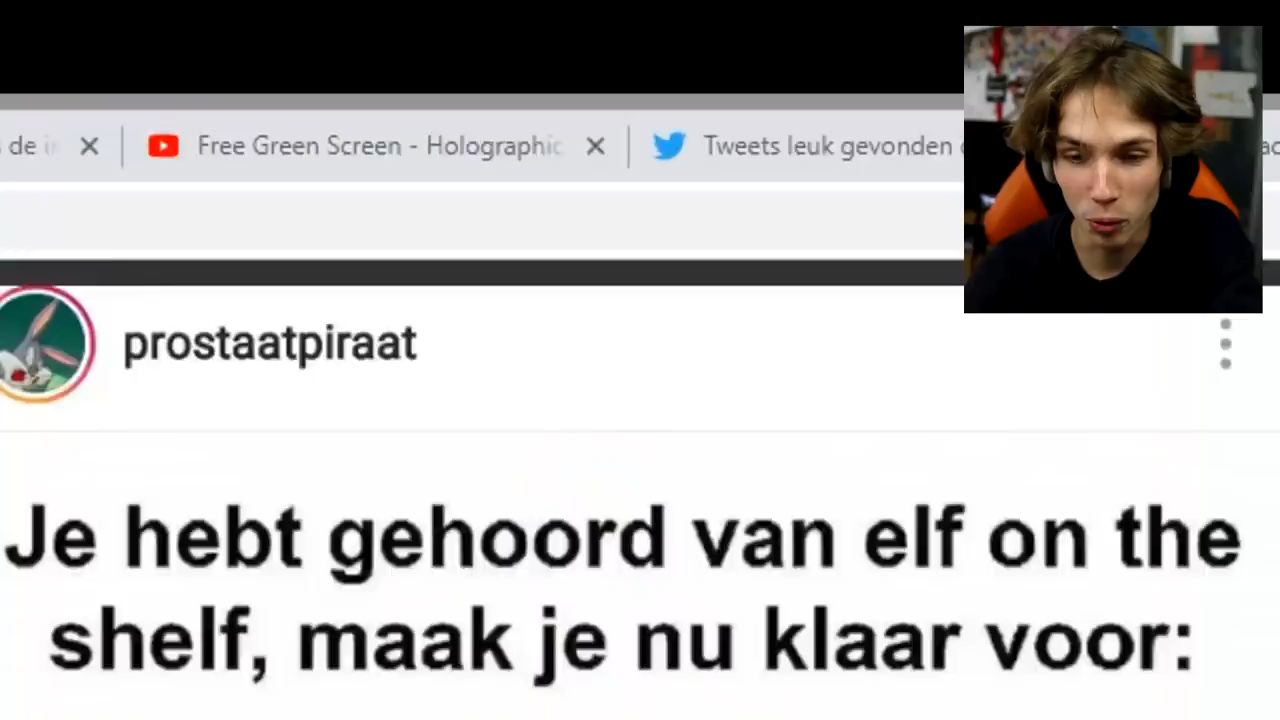 de
Free Green Screen - Holographic
Tweets leuk gevonden
prostaatpiraat
Je hebt gehoord van elf on the
shelf, maak je nu klaar voor: